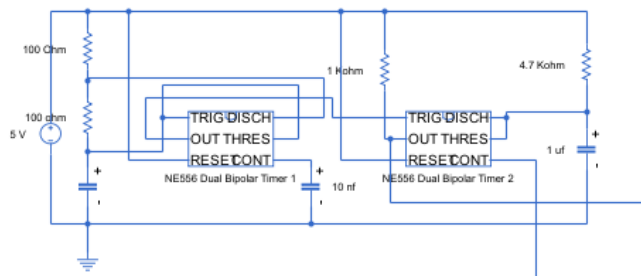 100 Ohm
1 Kohm
4.7 Kohm
100 ohm
TRIG DISCH
TRIG DISCH
5 V
OUT THRES
OUT THRES
+
RESET CONT
RESET CONT
1 uf
+
-
+
NE556 Dual Bipolar Timer 1
10 nf
NE556 Dual Bipolar Timer 2
-
-